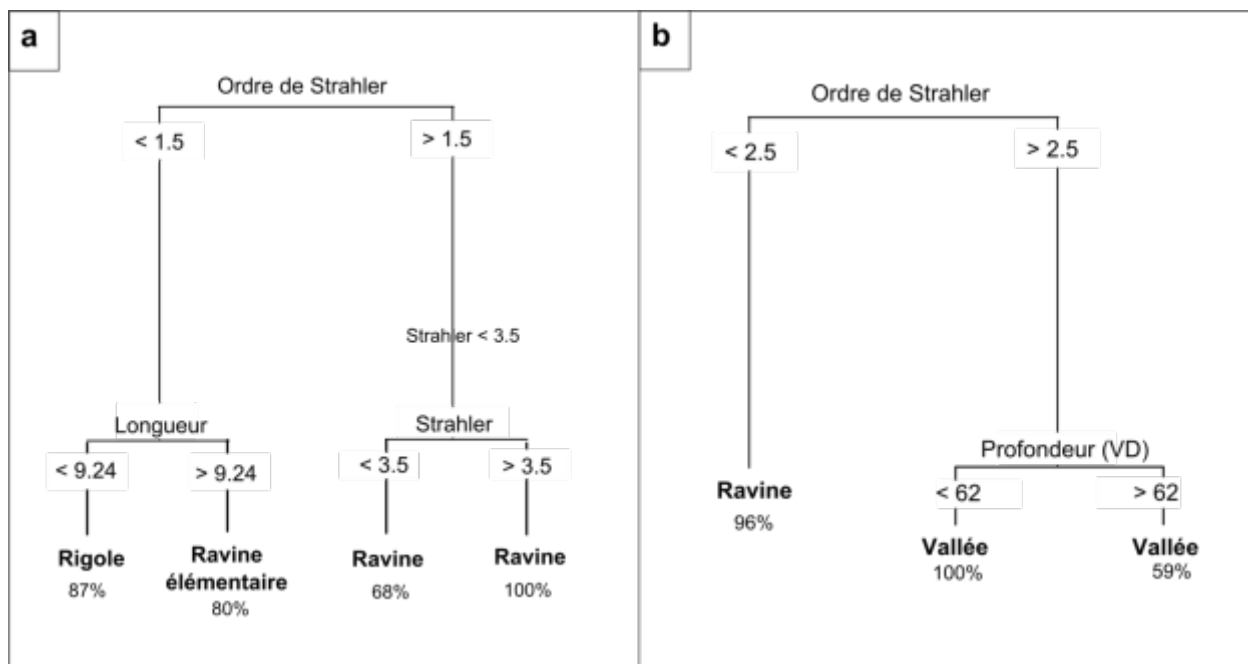 a
Ordre de Strahler
< 1.5
> 1.5
Strahler < 3.5
Longueur
Strahler
< 9.24
> 9.24
< 3.5
> 3.5
Rigole
87%
Ravine
élémentaire
80%
Ravine
68%
Ravine
100%
b
Ordre de Strahler
< 2.5
> 2.5
Profondeur (VD)
Ravine
96%
< 62
> 62
Vallée
100%
Vallée
59%